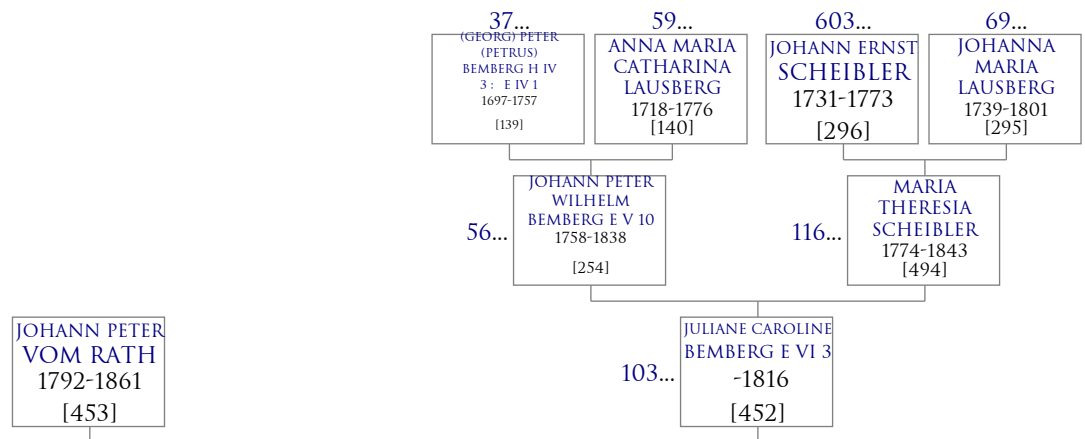 37...
(GEORG) PETER
(PETRUS)
BEMBERG H IV
3 : E IV 1
1697-1757
[139]
59...
ANNA MARIA
CATHARINA
LAUSBERG
1718-1776
[140]
603...
JOHANN ERNST
SCHEIBLER
1731-1773
[296]
69...
JOHANNA
MARIA
LAUSBERG
1739-1801
[295]
56...
JOHANN PETER
WILHELM
BEMBERG E V 10
1758-1838
[254]
116...
MARIA
THERESIA
SCHEIBLER
1774-1843
[494]
JOHANN PETER
VOM RATH
1792-1861
[453]
103...
JULIANE CAROLINE
BEMBERG E VI 3
-1816
[452]